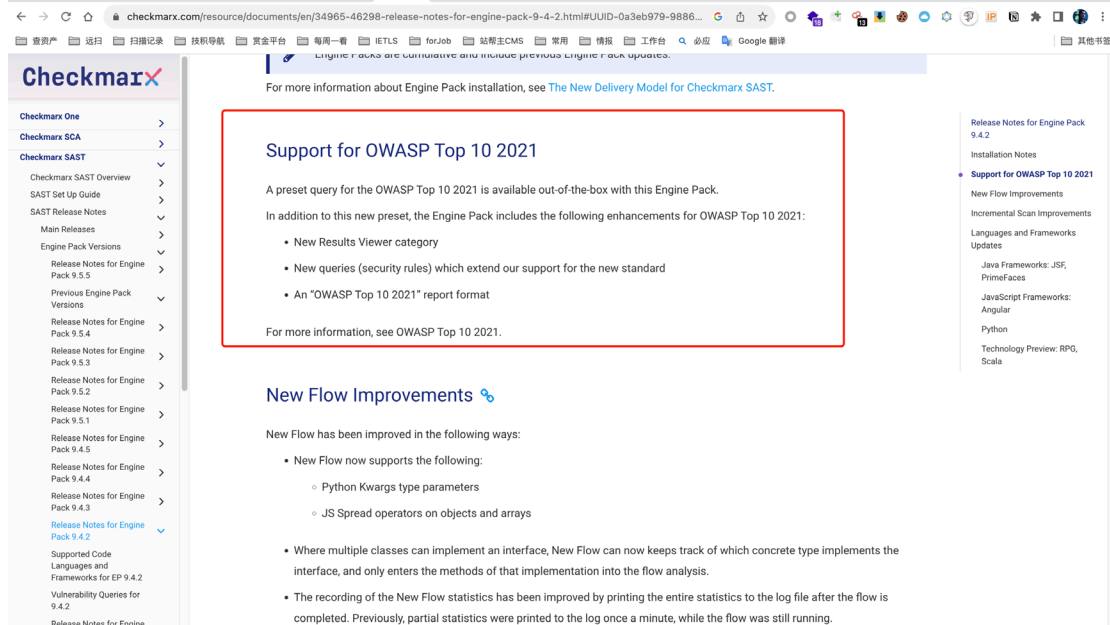 checkmarx.com/resource/documents/en/34965-46298-release-notes-for-engine-pack-9-4-2.html#UUID-0a3eb979-9886...
查资产 远扫 扫描记录 技积导航 赏金平台 每周一看 IETLS forJob 站帮主CMS 常用 情报 工作台 必应 Google 翻译 其他书签
Engine Packs are cumulative and include previous Engine Pack updates.
For more information about Engine Pack installation, see The New Delivery Model for Checkmarx SAST.
Checkmarx
Checkmarx One
Checkmarx SCA
Checkmarx SAST
Checkmarx SAST Overview
SAST Set Up Guide
SAST Release Notes
Main Releases
Engine Pack Versions
Release Notes for Engine
Pack 9.5.5
Previous Engine Pack
Versions
Release Notes for Engine
Pack 9.5.4
Release Notes for Engine
Pack 9.5.3
Release Notes for Engine
Pack 9.5.2
Release Notes for Engine
Pack 9.5.1
Release Notes for Engine
Pack 9.4.5
Release Notes for Engine
Pack 9.4.4
Release Notes for Engine
Pack 9.4.3
Release Notes for Engine
Pack 9.4.2
Supported Code
Languages and
Frameworks for EP 9.4.2
Vulnerability Queries for
9.4.2
Release Notes for Engine
Support for OWASP Top 10 2021
A preset query for the OWASP Top 10 2021 is available out-of-the-box with this Engine Pack.
In addition to this new preset, the Engine Pack includes the following enhancements for OWASP Top 10 2021:
• New Results Viewer category
• New queries (security rules) which extend our support for the new standard
• An “OWASP Top 10 2021” report format
For more information, see OWASP Top 10 2021.
New Flow Improvements
New Flow has been improved in the following ways:
• New Flow now supports the following:
◦ Python Kwargs type parameters
◦ JS Spread operators on objects and arrays
• Where multiple classes can implement an interface, New Flow can now keeps track of which concrete type implements the
interface, and only enters the methods of that implementation into the flow analysis.
• The recording of the New Flow statistics has been improved by printing the entire statistics to the log file after the flow is
completed. Previously, partial statistics were printed to the log once a minute, while the flow was still running.
Release Notes for Engine Pack
9.4.2
Installation Notes
Support for OWASP Top 10 2021
New Flow Improvements
Incremental Scan Improvements
Languages and Frameworks
Updates
Java Frameworks: JSF,
PrimeFaces
JavaScript Frameworks:
Angular
Python
Technology Preview: RPG,
Scala